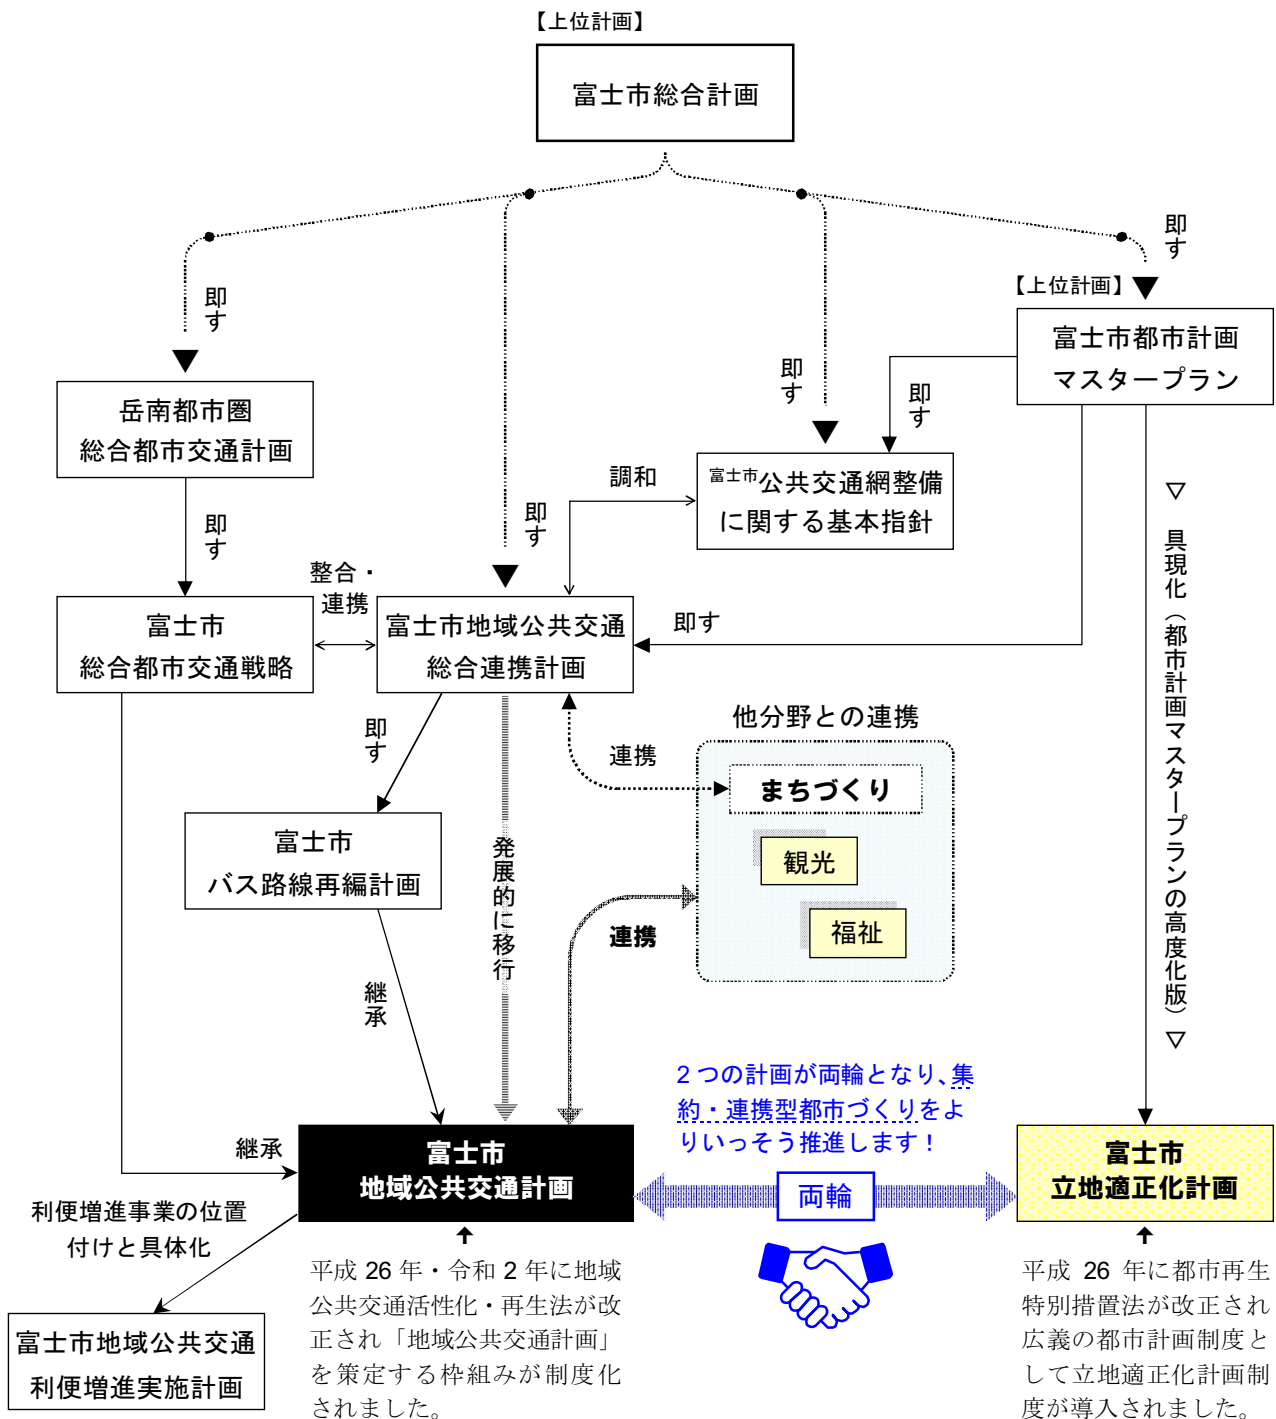 【上位計画】
富士市総合計画
即す
【上位計画】
富士市都市計画
マスタープラン
即す
即す
即す
岳南都市圏
総合都市交通計画
調和
富士市公共交通網整備
に関する基本指針
即す
即す
整合・
連携
富士市
総合都市交通戦略
富士市地域公共交通
総合連携計画
即す
▽ 具現化（都市計画マスタープランの高度化版）▽
即す
他分野との連携
連携
まちづくり
観光
福祉
富士市
バス路線再編計画
発展的に移行
連携
継承
2 つの計画が両輪となり、集
約・連携型都市づくりをよ
りいっそう推進します！
継承
富士市
地域公共交通計画
両輪
富士市
立地適正化計画
利便増進事業の位置
付けと具体化
平成 26 年・令和 2 年に地域
公共交通活性化・再生法が改
正され「地域公共交通計画」
を策定する枠組みが制度化
されました。
平成 26 年に都市再生
特別措置法が改正され
広義の都市計画制度と
して立地適正化計画制
度が導入されました。
富士市地域公共交通
利便増進実施計画